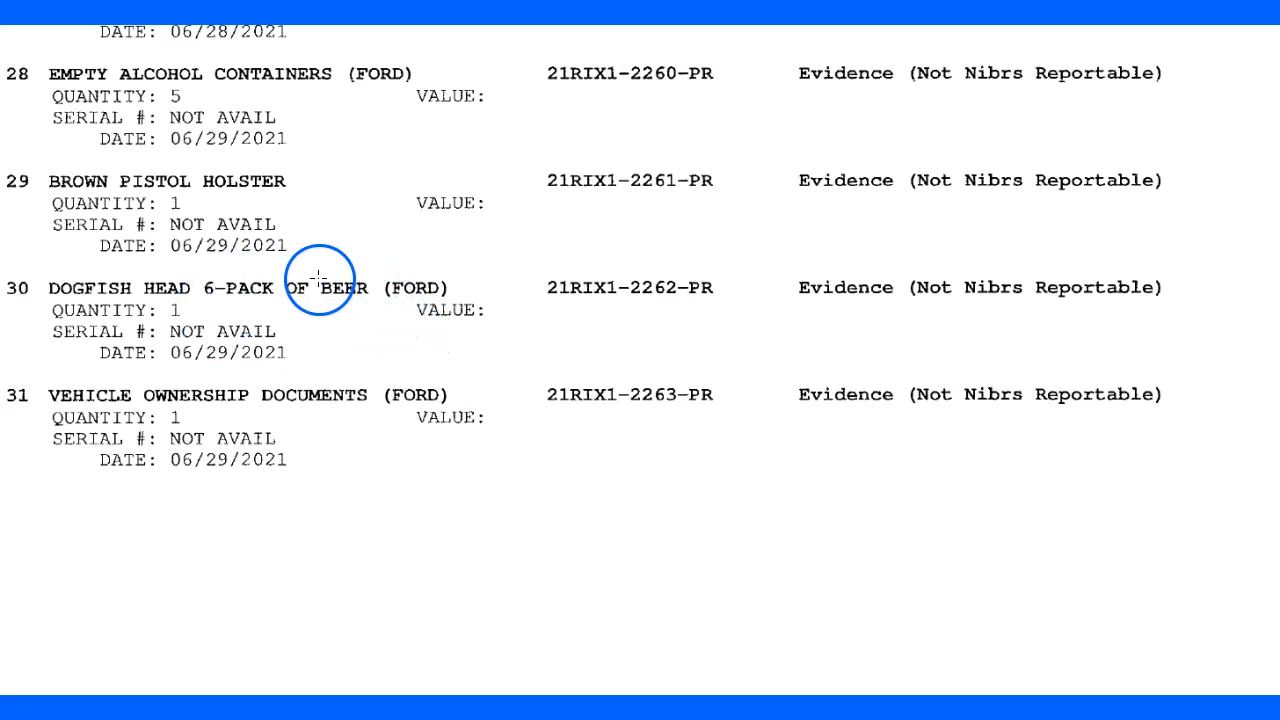 DATE: 06/28/2021
28 EMPTY ALCOHOL CONTAINERS (FORD) 21RIX1-2260-PR Evidence (Not Nibrs Reportable)
QUANTITY: 5 VALUE:
SERIAL #: NOT AVAIL
DATE: 06/29/2021
29 BROWN PISTOL HOLSTER 21RIX1-2261-PR Evidence (Not Nibrs Reportable)
QUANTITY: 1 VALUE:
SERIAL #: NOT AVAIL
DATE: 06/29/2021
30 DOGFISH HEAD 6-PACK OF BEER (FORD) 21RIX1-2262-PR Evidence (Not Nibrs Reportable)
QUANTITY: 1 VALUE:
SERIAL #: NOT AVAIL
DATE: 06/29/2021
31 VEHICLE OWNERSHIP DOCUMENTS (FORD) 21RIX1-2263-PR Evidence (Not Nibrs Reportable)
QUANTITY: 1 VALUE:
SERIAL #: NOT AVAIL
DATE: 06/29/2021